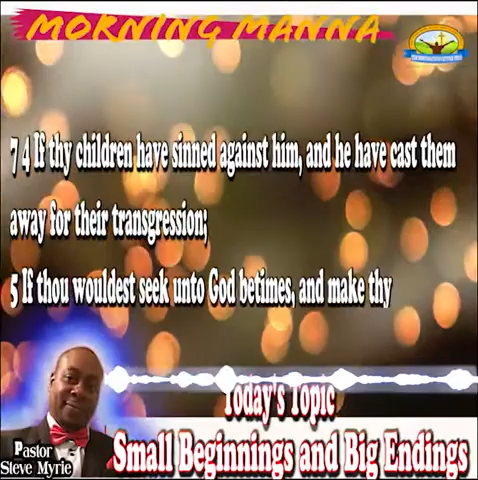 MORNING MANNA
7 4 If thy children have sinned against him, and he have cast them
away for their transgression;
5 If thou wouldest seek unto God betimes, and make thy
Today's Topic
Small Beginnings and Big Endings
Pastor
Steve Myrie